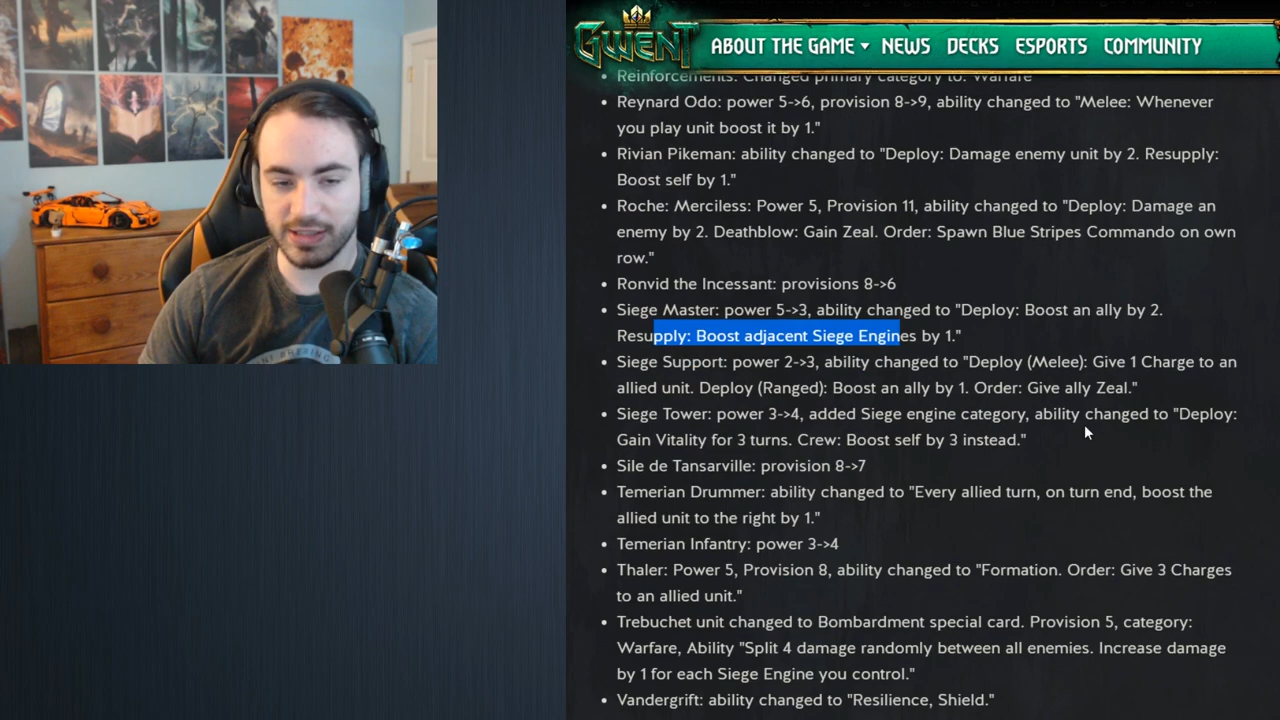 GWENT
ABOUT THE GAME NEWS DECKS ESPORTS COMMUNITY
Reinforcements: Changed primary category to: Warfare
• Reynard Odo: power 5->6, provision 8->9, ability changed to "Melee: Whenever
you play unit boost it by 1."
• Rivian Pikeman: ability changed to "Deploy: Damage enemy unit by 2. Resupply:
Boost self by 1."
• Roche: Merciless: Power 5, Provision 11, ability changed to "Deploy: Damage an
enemy by 2. Deathblow: Gain Zeal. Order: Spawn Blue Stripes Commando on own
row."
• Ronvid the Incessant: provisions 8->6
• Siege Master: power 5->3, ability changed to "Deploy: Boost an ally by 2.
Resupply: Boost adjacent Siege Engines by 1."
• Siege Support: power 2->3, ability changed to "Deploy (Melee): Give 1 Charge to an
allied unit. Deploy (Ranged): Boost an ally by 1. Order: Give ally Zeal."
• Siege Tower: power 3->4, added Siege engine category, ability changed to "Deploy:
Gain Vitality for 3 turns. Crew: Boost self by 3 instead."
• Sile de Tansarville: provision 8->7
• Temerian Drummer: ability changed to "Every allied turn, on turn end, boost the
allied unit to the right by 1."
• Temerian Infantry: power 3->4
• Thaler: Power 5, Provision 8, ability changed to "Formation. Order: Give 3 Charges
to an allied unit."
• Trebuchet unit changed to Bombardment special card. Provision 5, category:
Warfare, Ability "Split 4 damage randomly between all enemies. Increase damage
by 1 for each Siege Engine you control."
• Vandergrift: ability changed to "Resilience, Shield."